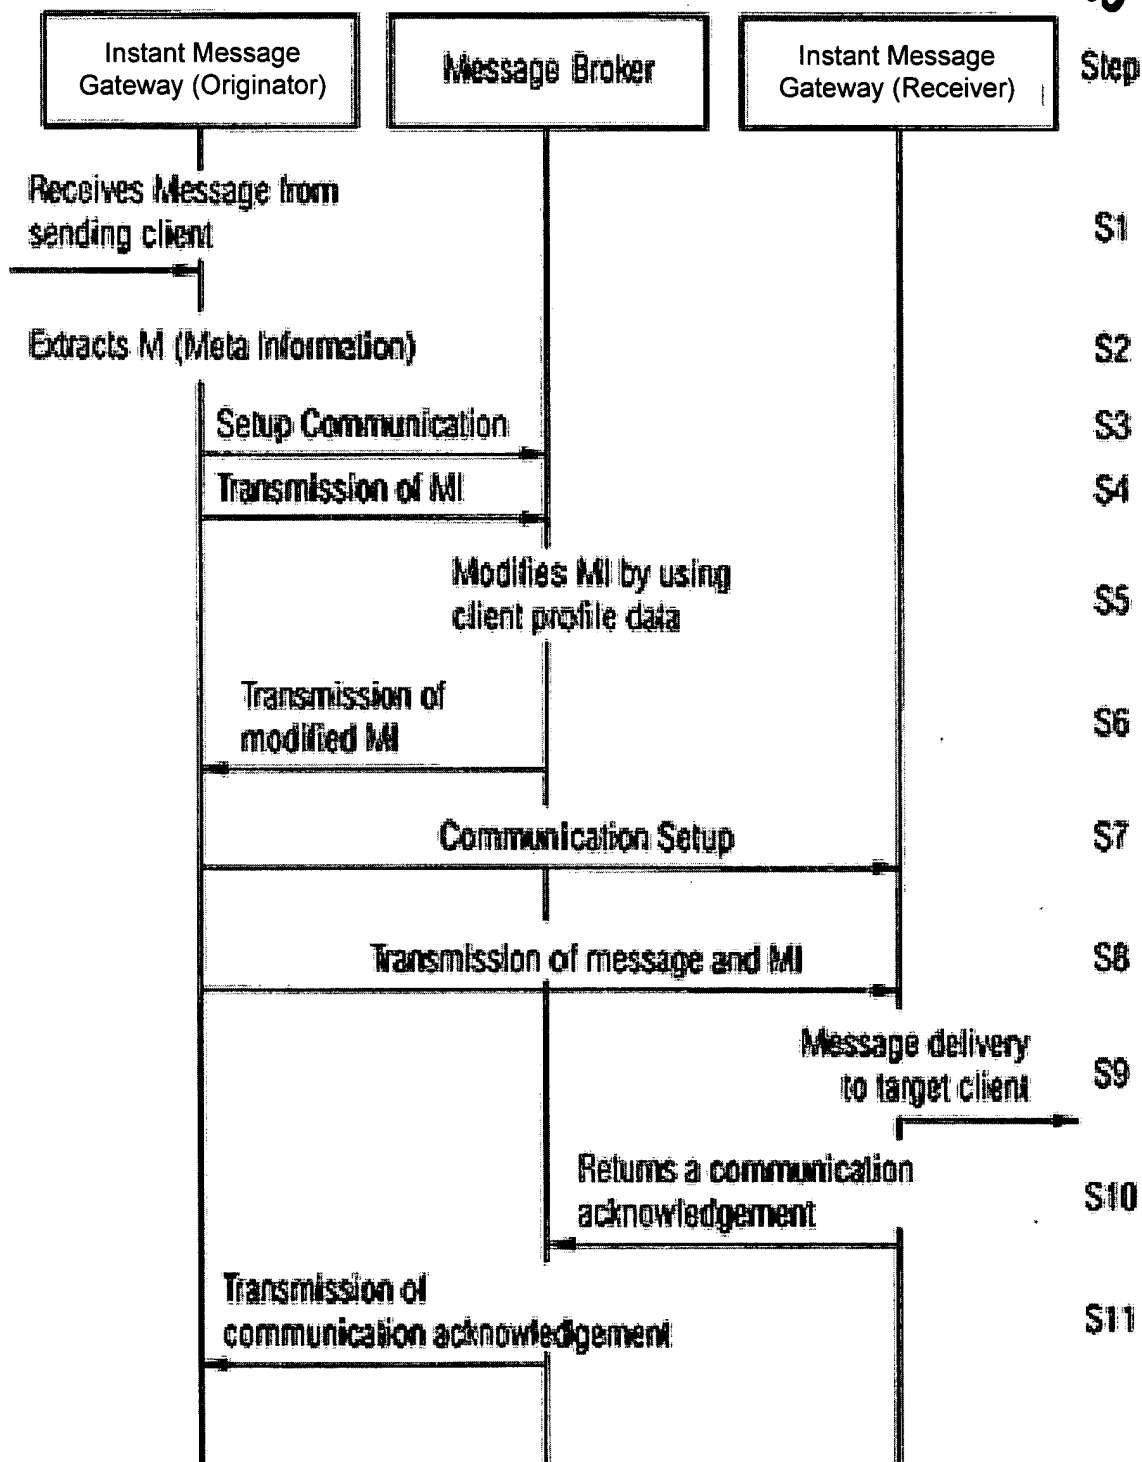 Instant Message
Gateway (Originator)
Message Broker
Instant Message
Gateway (Receiver)
Step
Receives Message from
sending client
S1
Extracts M (Meta Information)
S2
Setup Communication
S3
Transmission of MI
S4
Modifies MI by using
client profile data
S5
Transmission of
modified MI
S6
Communication Setup
S7
Transmission of message and MI
S8
Message delivery
to target client
S9
Returns a communication
acknowledgement
S10
Transmission of
communication acknowledgement
S11